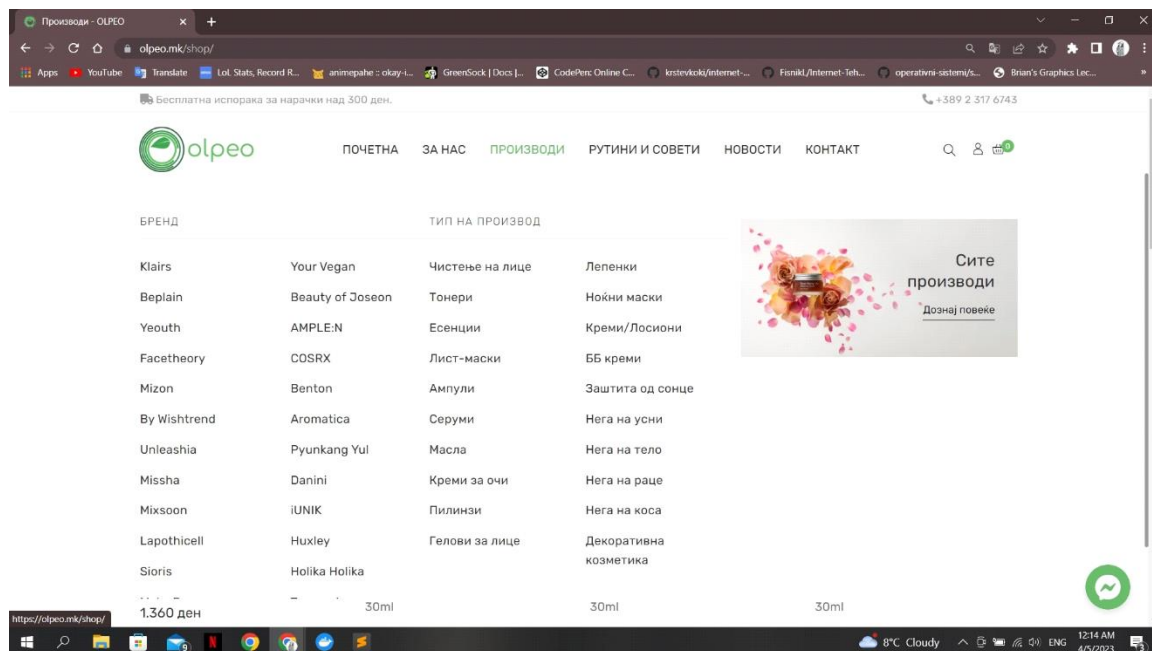 Производи - OLPEO
olpeo.mk/shop/
Apps YouTube Translate LoL Stats, Record R... animepahe :: okay-i... GreenSock | Docs |... CodePen: Online C... krstevkoki/internet-... FisnikL/Internet-Teh... operativni-sistemi/s... Brian's Graphics Lec...
Бесплатна испорака за нарачки над 300 ден. +389 2 317 6743
olpeo ПОЧЕТНА ЗА НАС ПРОИЗВОДИ РУТИНИ И СОВЕТИ НОВОСТИ КОНТАКТ 0
БРЕНД ТИП НА ПРОИЗВОД
Klairs Your Vegan Чистење на лице Лепенки
Beplain Beauty of Joseon Тонери Ноќни маски
Yeouth AMPLE:N Есенции Креми/Лосиони
Facetheory COSRX Лист-маски ББ креми
Mizon Benton Ампули Заштита од сонце
By Wishtrend Aromatica Серуми Нега на усни
Unleashia Pyunkang Yul Масла Нега на тело
Missha Danini Креми за очи Нега на раце
Mixsoon iUNIK Пилинзи Нега на коса
Lapothicell Huxley Гелови за лице Декоративна
козметика
Sioris Holika Holika
Сите
производи
Дознај повеќе
1.360 ден 30ml 30ml 30ml
https://olpeo.mk/shop/
8°C Cloudy ENG 12:14 AM
4/5/2023